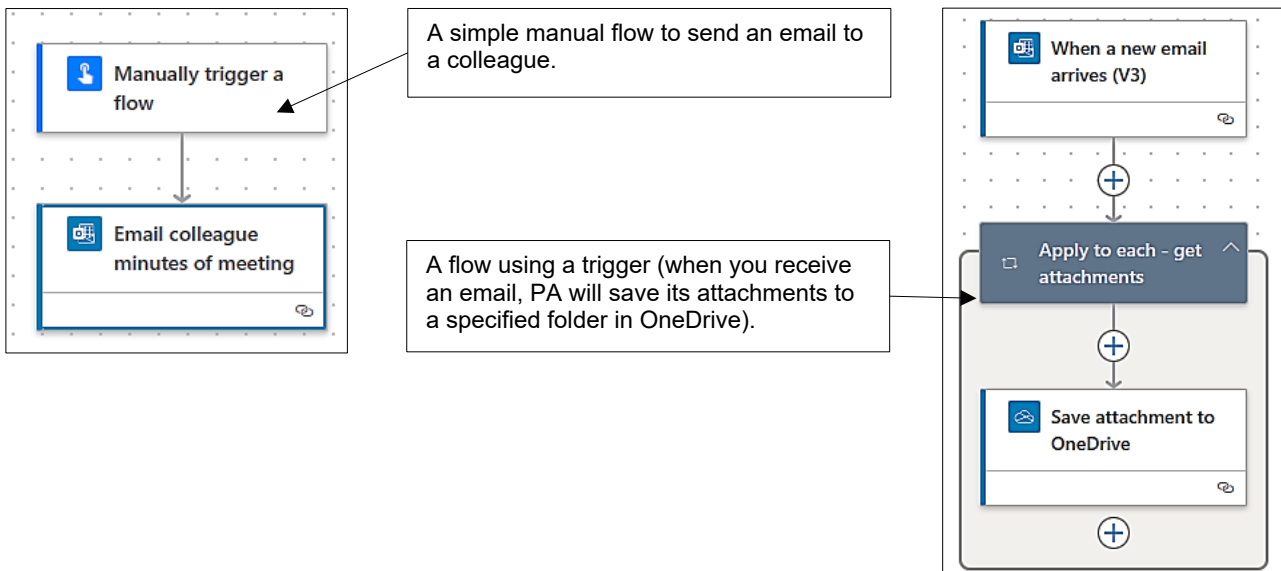 Manually trigger a
flow
Email colleague
minutes of meeting
A simple manual flow to send an email to
a colleague.
A flow using a trigger (when you receive
an email, PA will save its attachments to
a specified folder in OneDrive).
When a new email
arrives (V3)
Apply to each - get
attachments
Save attachment to
OneDrive